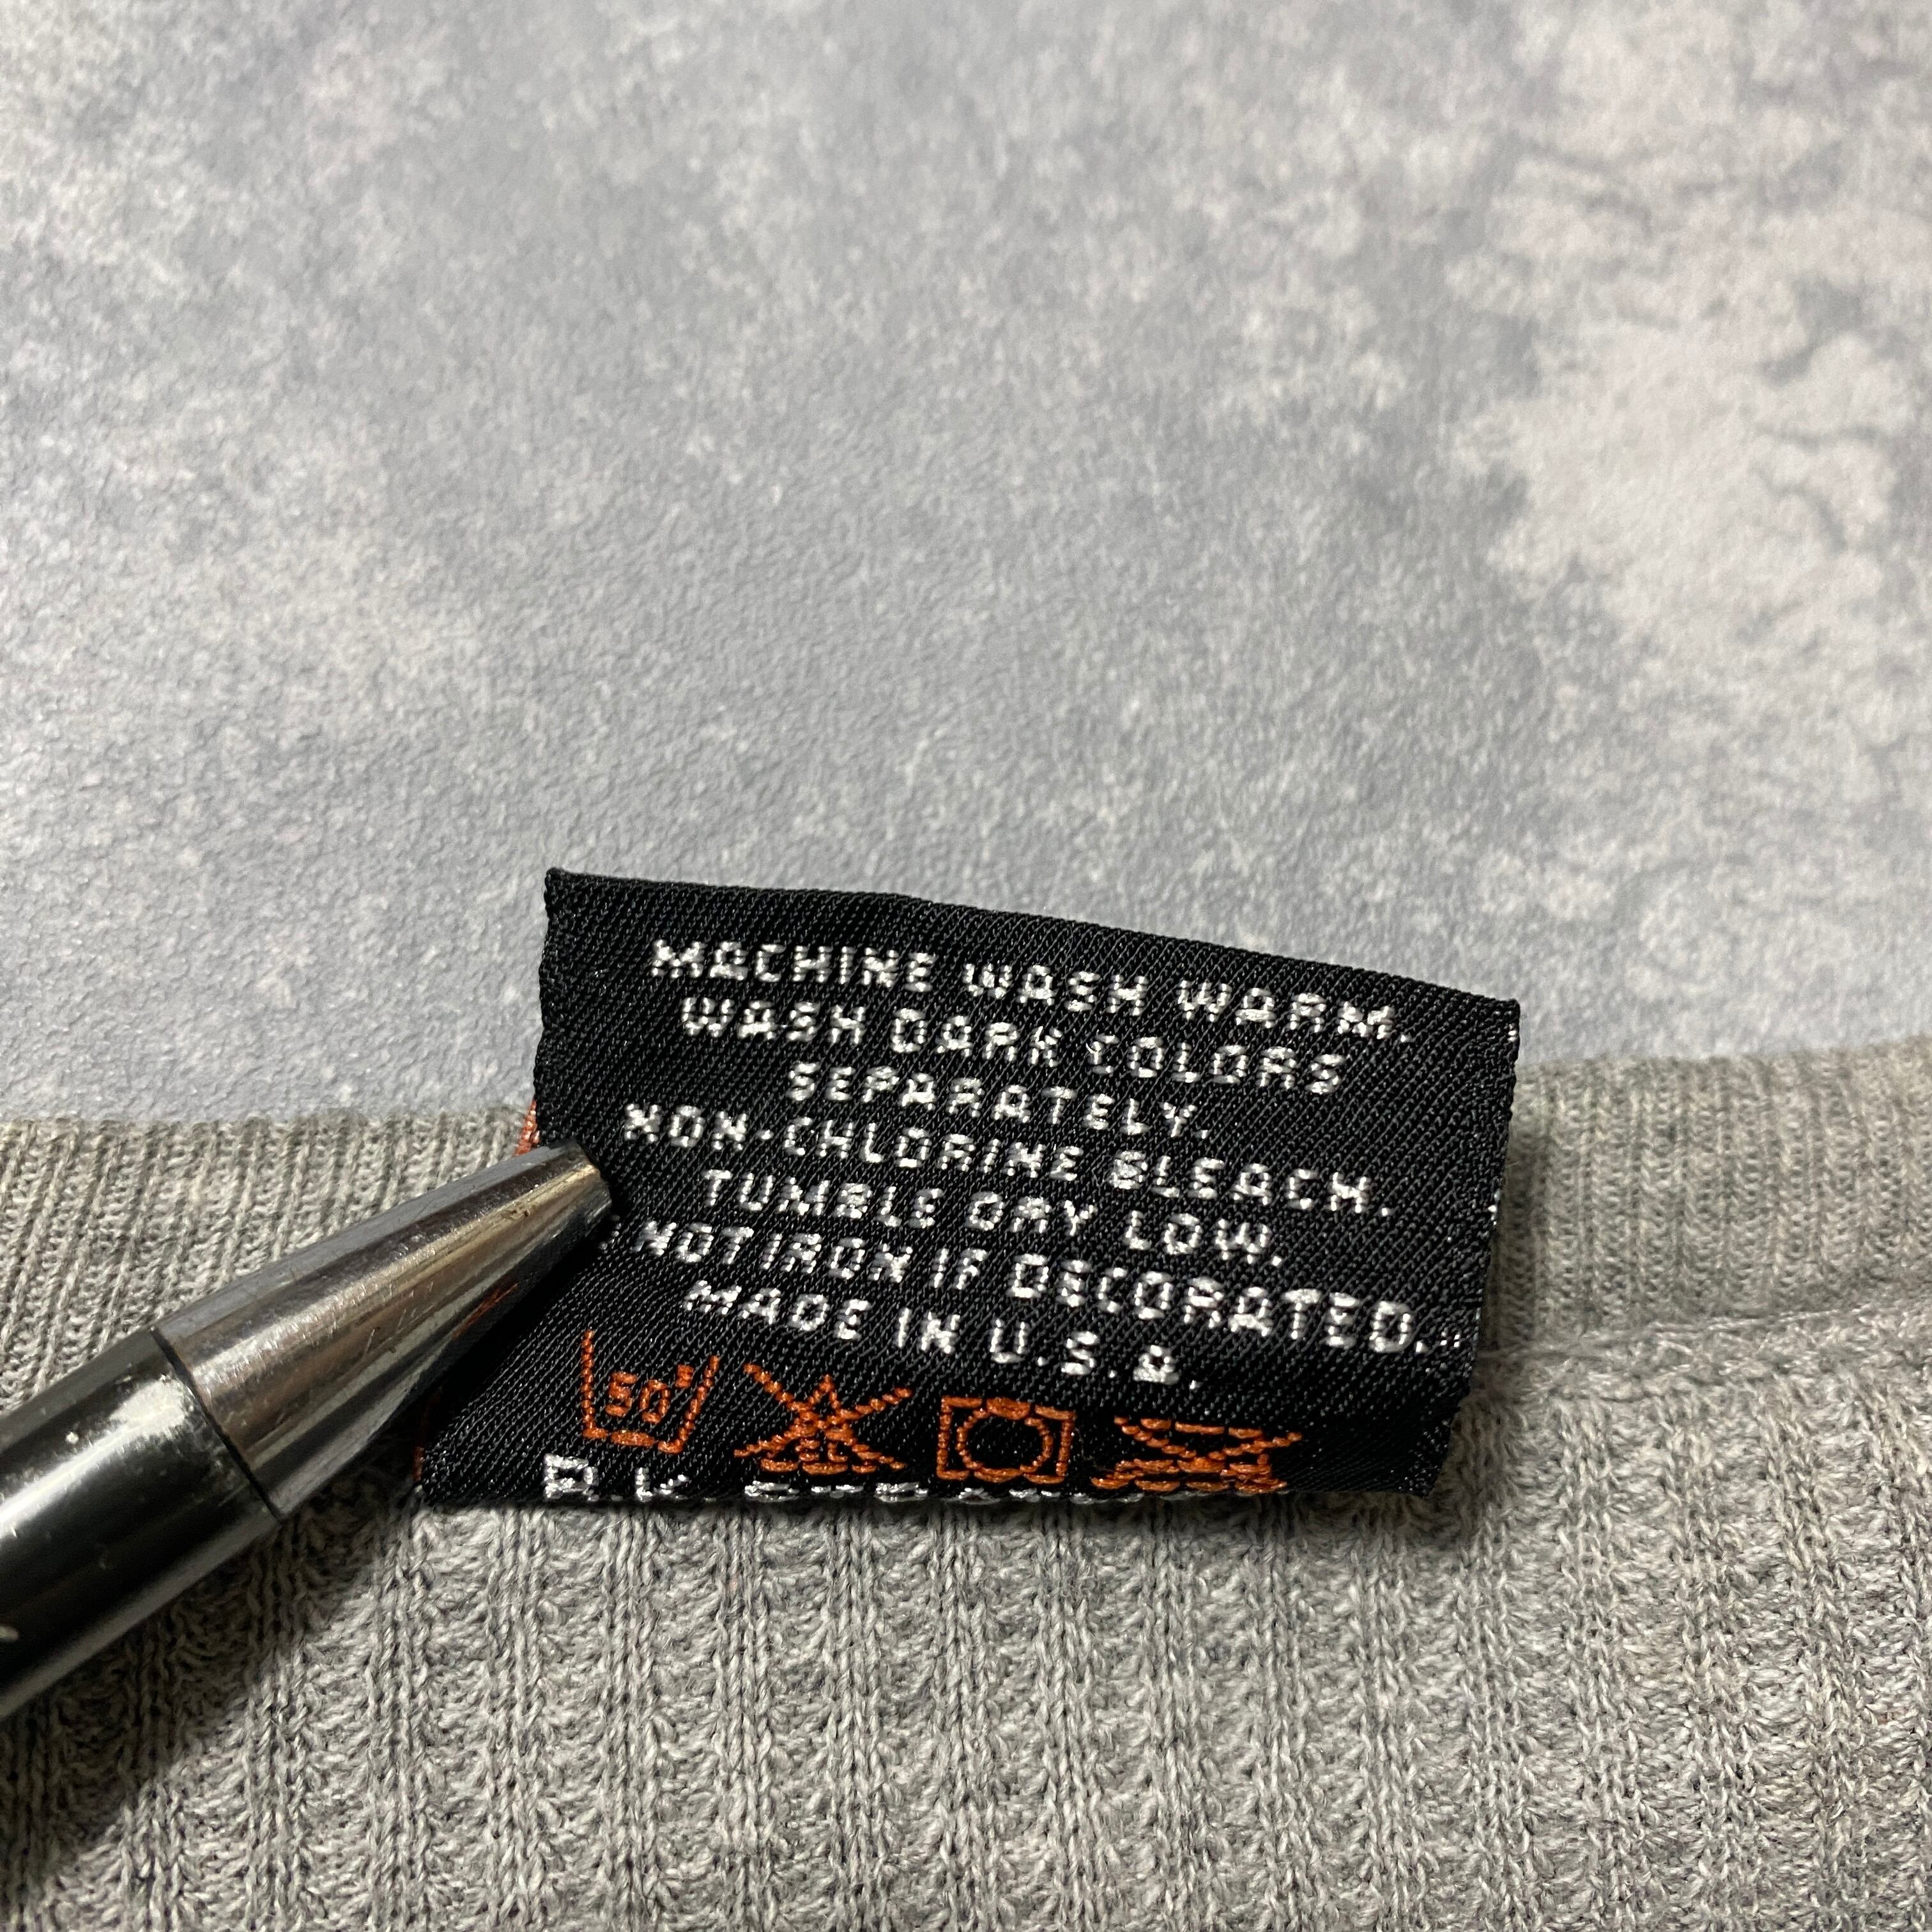 MACHINE WASH WARM.
WASH DARK COLORS
SEPARATELY.
NON-CHLORINE BLEACH.
TUMBLE DRY LOW.
NOT IRON IF DECORATED.
MADE IN U.S.A.
50°